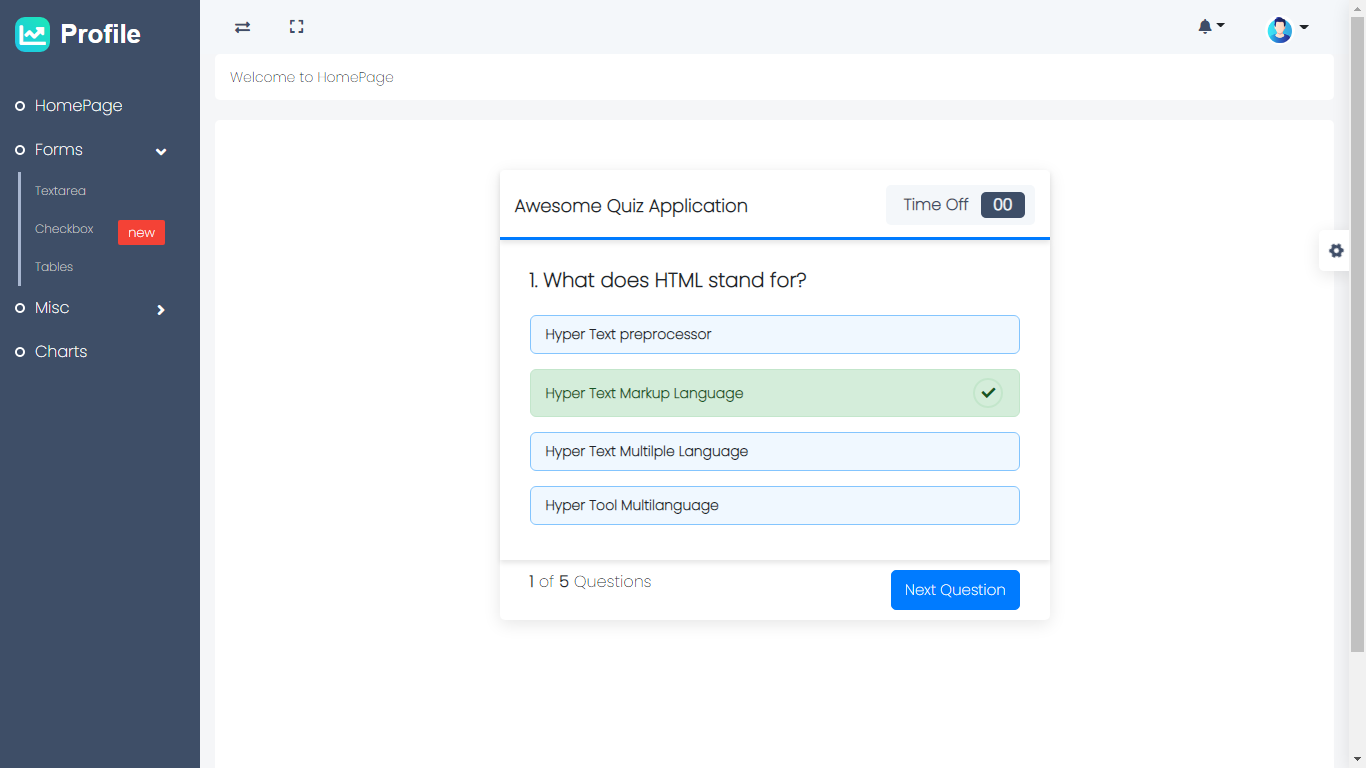 Profile
HomePage
Forms
Textarea
Checkbox new
Tables
Misc
Charts
Welcome to HomePage
Awesome Quiz Application
Time Off 00
1. What does HTML stand for?
Hyper Text preprocessor
Hyper Text Markup Language
Hyper Text Multilple Language
Hyper Tool Multilanguage
1 of 5 Questions
Next Question